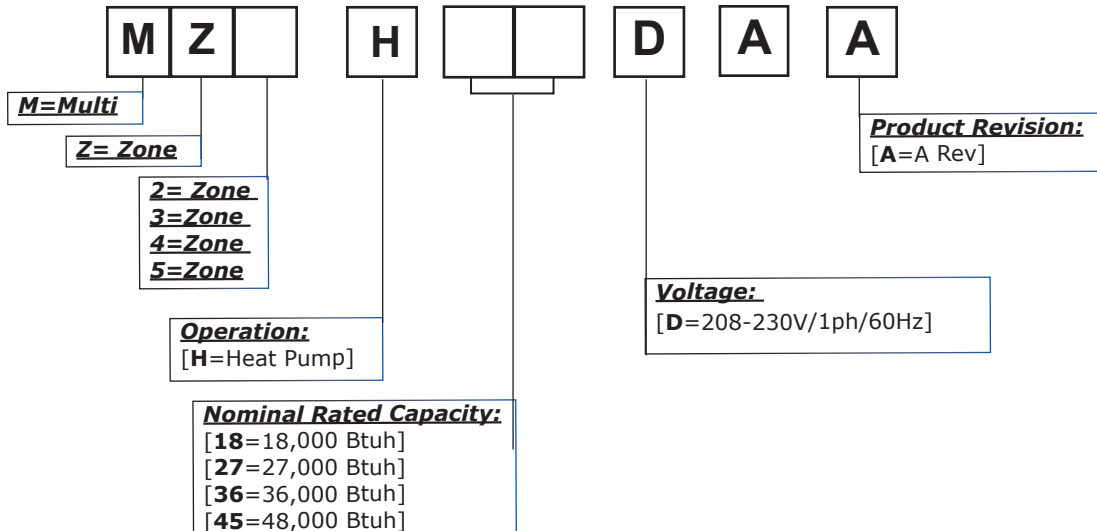 M Z H D A A
M=Multi
Z= Zone
2= Zone
3=Zone
4=Zone
5=Zone
Operation:
[H=Heat Pump]
Nominal Rated Capacity:
[18=18,000 Btuh]
[27=27,000 Btuh]
[36=36,000 Btuh]
[45=48,000 Btuh]
Voltage:
[D=208-230V/1ph/60Hz]
Product Revision:
[A=A Rev]